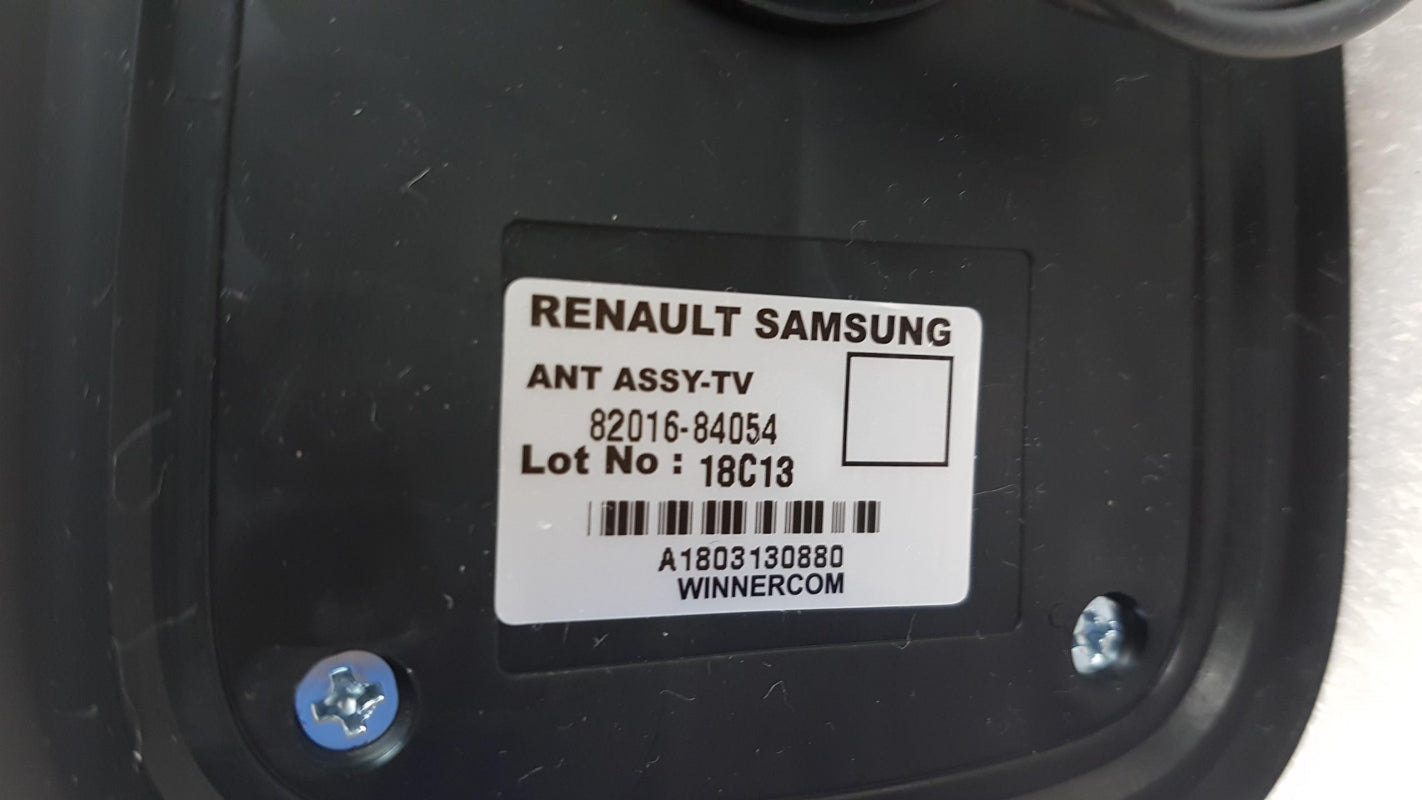 RENAULT SAMSUNG
ANT ASSY-TV
82016-84054
Lot No : 18C13
A1803130880
WINNERCOM